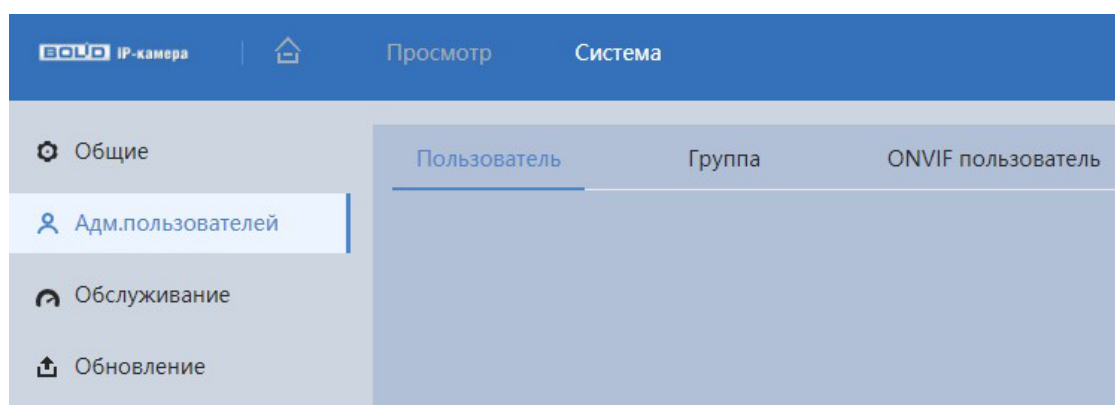 BOLID IP-камера
Просмотр Система
Общие
Пользователь Группа ONVIF пользователь
Адм.пользователей
Обслуживание
Обновление